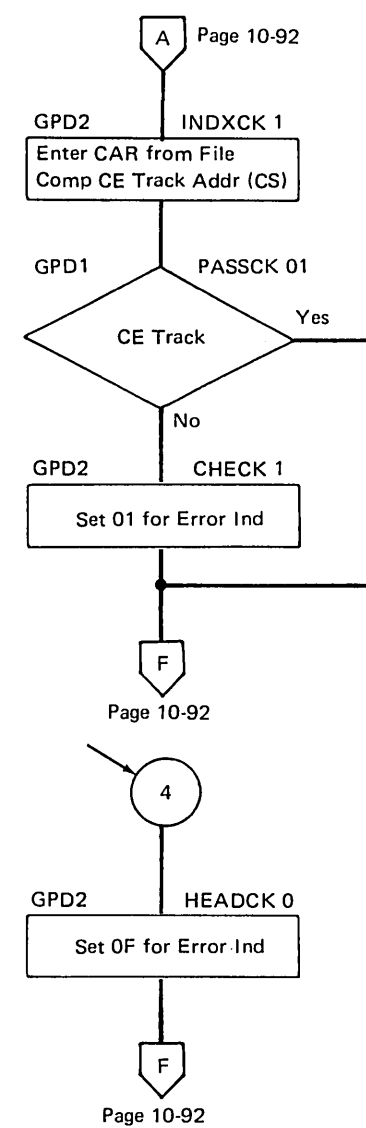 A Page 10-92
GPD2 INDXCK 1
Enter CAR from File
Comp CE Track Addr (CS)
GPD1 PASSCK 01
Yes
CE Track
No
GPD2 CHECK 1
Set 01 for Error Ind
F
Page 10-92
4
GPD2 HEADCK 0
Set 0F for Error Ind
F
Page 10-92